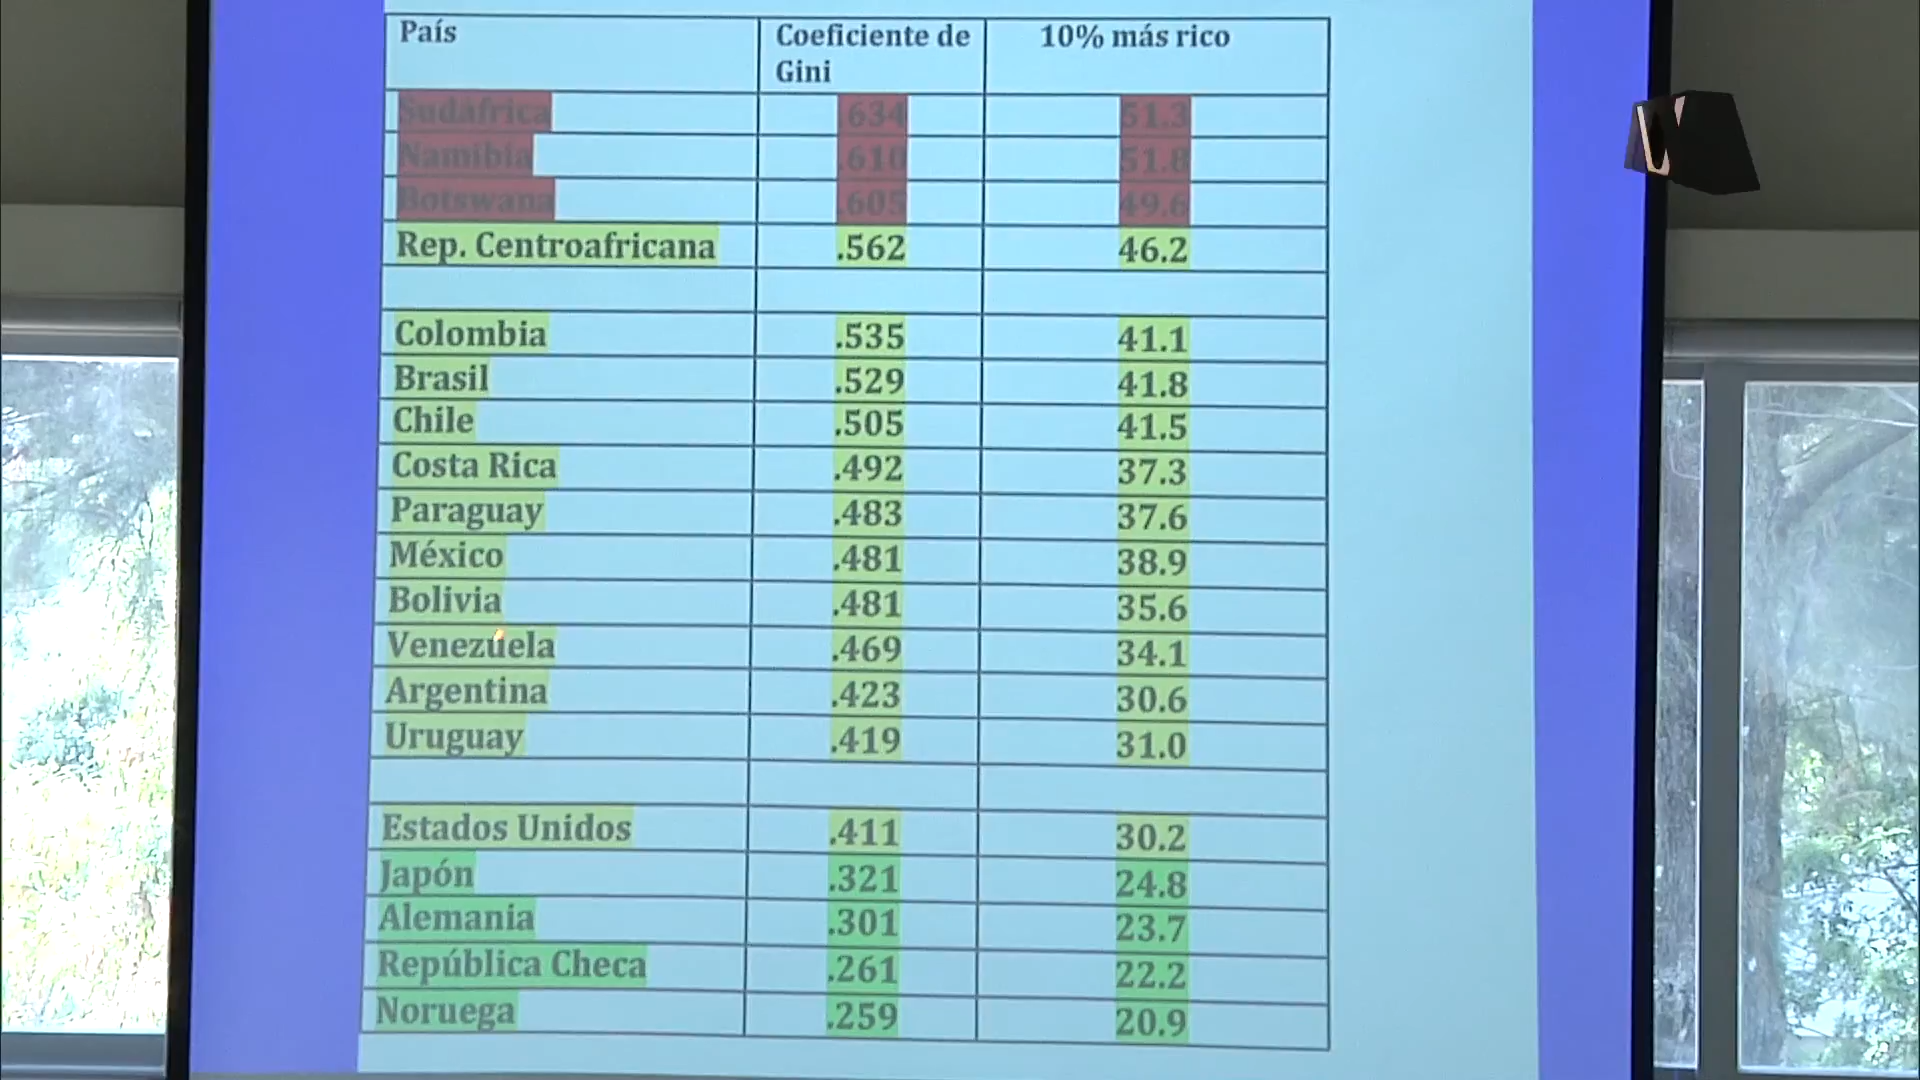 País Coeficiente de 10% más rico
Gini
Sudáfrica .634 51.3
Namibia .610 51.8
Botswana .605 49.6
Rep. Centroafricana .562 46.2
Colombia .535 41.1
Brasil .529 41.8
Chile .505 41.5
Costa Rica .492 37.3
Paraguay .483 37.6
México .481 38.9
Bolivia .481 35.6
Venezuela .469 34.1
Argentina .423 30.6
Uruguay .419 31.0
Estados Unidos .411 30.2
Japón .321 24.8
Alemania .301 23.7
República Checa .261 22.2
Noruega .259 20.9